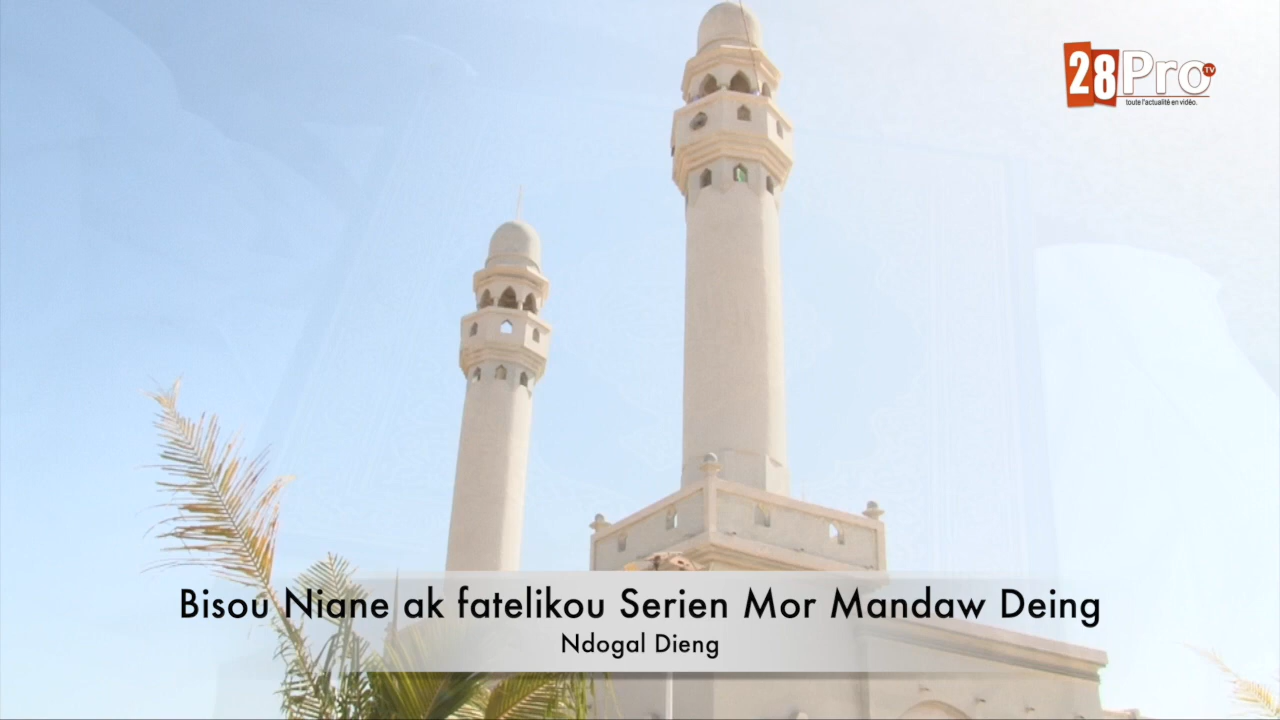 28Pro TV
toute l'actualité en vidéo.
Bisou Niane ak fatelikou Serien Mor Mandaw Deing
Ndogal Dieng